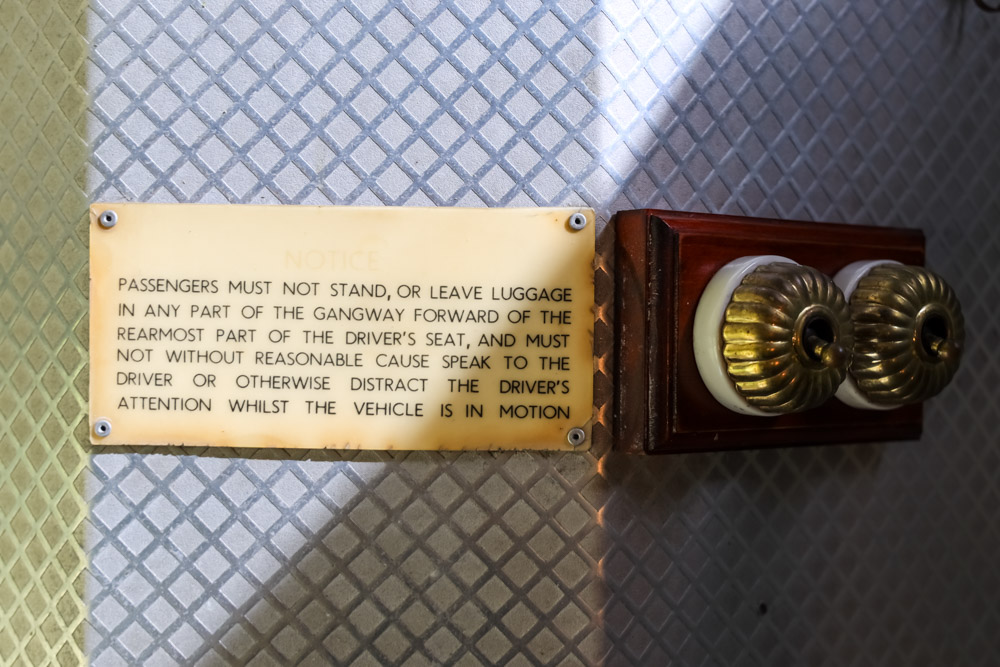 NOTICE
PASSENGERS MUST NOT STAND, OR LEAVE LUGGAGE
IN ANY PART OF THE GANGWAY FORWARD OF THE
REARMOST PART OF THE DRIVER'S SEAT, AND MUST
NOT WITHOUT REASONABLE CAUSE SPEAK TO THE
DRIVER OR OTHERWISE DISTRACT THE DRIVER'S
ATTENTION WHILST THE VEHICLE IS IN MOTION